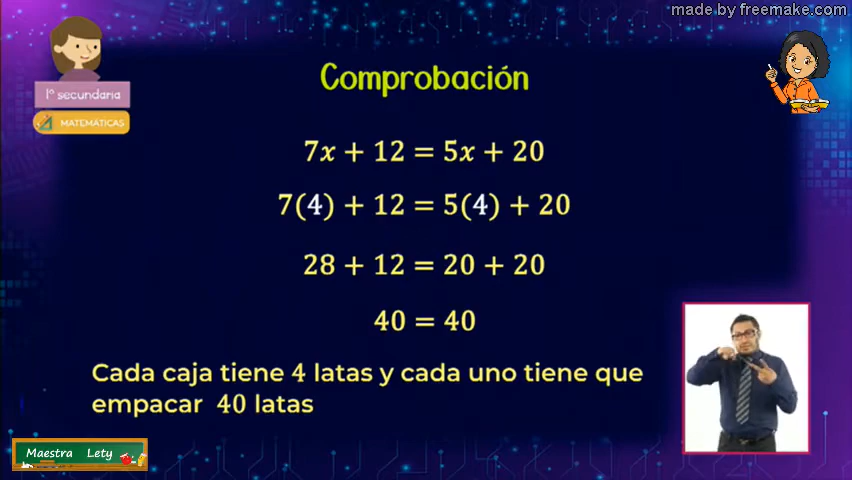 made by freemake.com
1° secundaria
MATEMÁTICAS
Comprobación
7x + 12 = 5x + 20
7(4) + 12 = 5(4) + 20
28 + 12 = 20 + 20
40 = 40
Cada caja tiene 4 latas y cada uno tiene que
empacar 40 latas
Maestra Lety